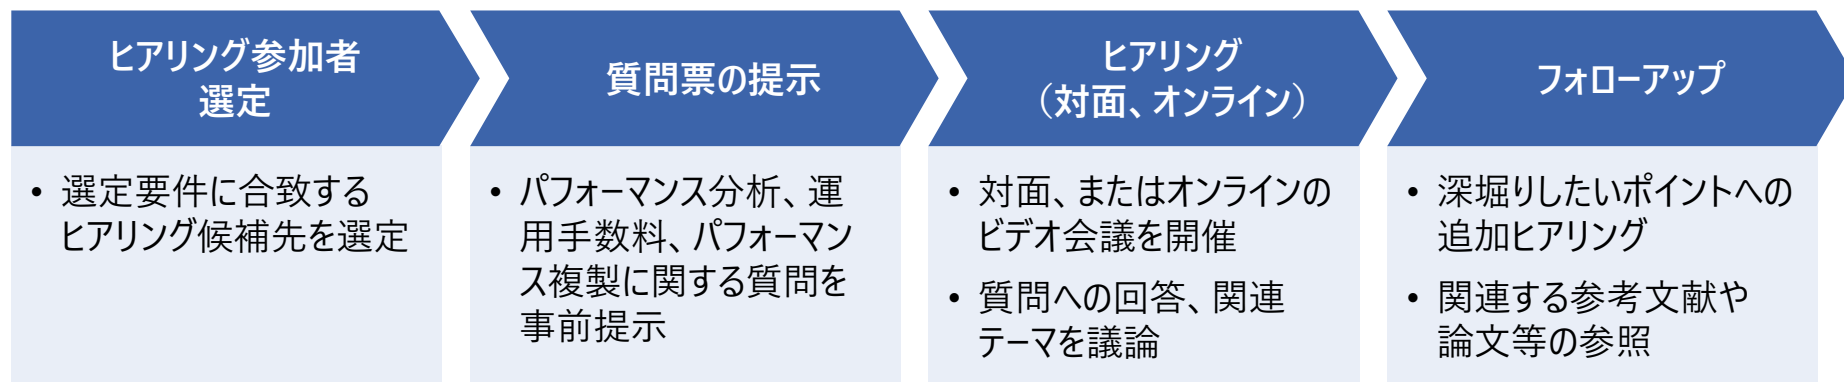 ヒアリング参加者
選定
• 選定要件に合致する
ヒアリング候補先を選定
質問票の提示
• パフォーマンス分析、運
用手数料、パフォーマン
ス複製に関する質問を
事前提示
ヒアリング
（対面、オンライン）
• 対面、またはオンラインの
ビデオ会議を開催
• 質問への回答、関連
テーマを議論
フォローアップ
• 深堀りしたいポイントへの
追加ヒアリング
• 関連する参考文献や
論文等の参照